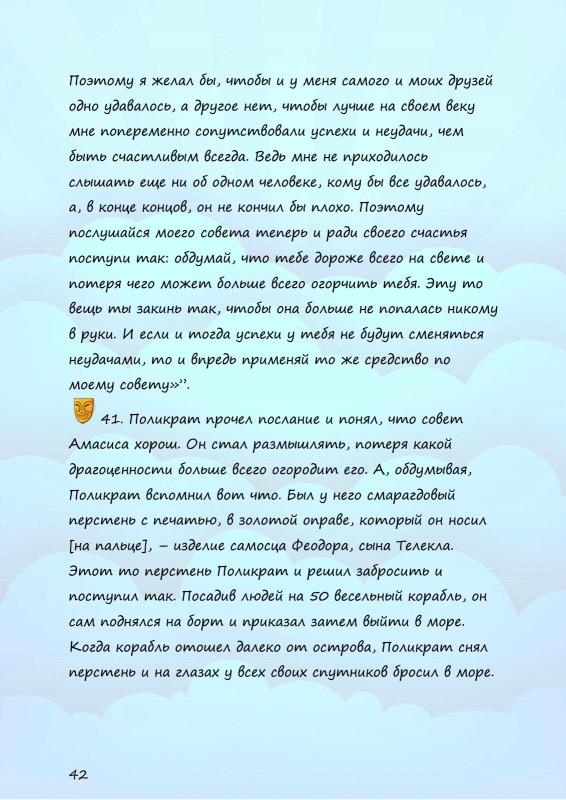 Поэтому я желал бы, чтобы и у меня самого и моих друзей
одно удавалось, а другое нет, чтобы лучше на своем веку
мне попеременно сопутствовали успехи и неудачи, чем
быть счастливым всегда. Ведь мне не приходилось
слышать еще ни об одном человеке, кому бы все удавалось,
а, в конце концов, он не кончил бы плохо. Поэтому
послушайся моего совета теперь и ради своего счастья
поступи так: обдумай, что тебе дороже всего на свете и
потеря чего может больше всего огорчить тебя. Эту то
вещь ты закинь так, чтобы она больше не попалась никому
в руки. И если и тогда успехи у тебя не будут сменяться
неудачами, то и впредь применяй то же средство по
моему совету»”.
41. Поликрат прочел послание и понял, что совет
Амасиса хорош. Он стал размышлять, потеря какой
драгоценности больше всего огородит его. А, обдумывая,
Поликрат вспомнил вот что. Был у него смарагдовый
перстень с печатью, в золотой оправе, который он носил
[на пальце], – изделие самосца Феодора, сына Телекла.
Этот то перстень Поликрат и решил забросить и
поступил так. Посадив людей на 50 весельный корабль, он
сам поднялся на борт и приказал затем выйти в море.
Когда корабль отошел далеко от острова, Поликрат снял
перстень и на глазах у всех своих спутников бросил в море.
42